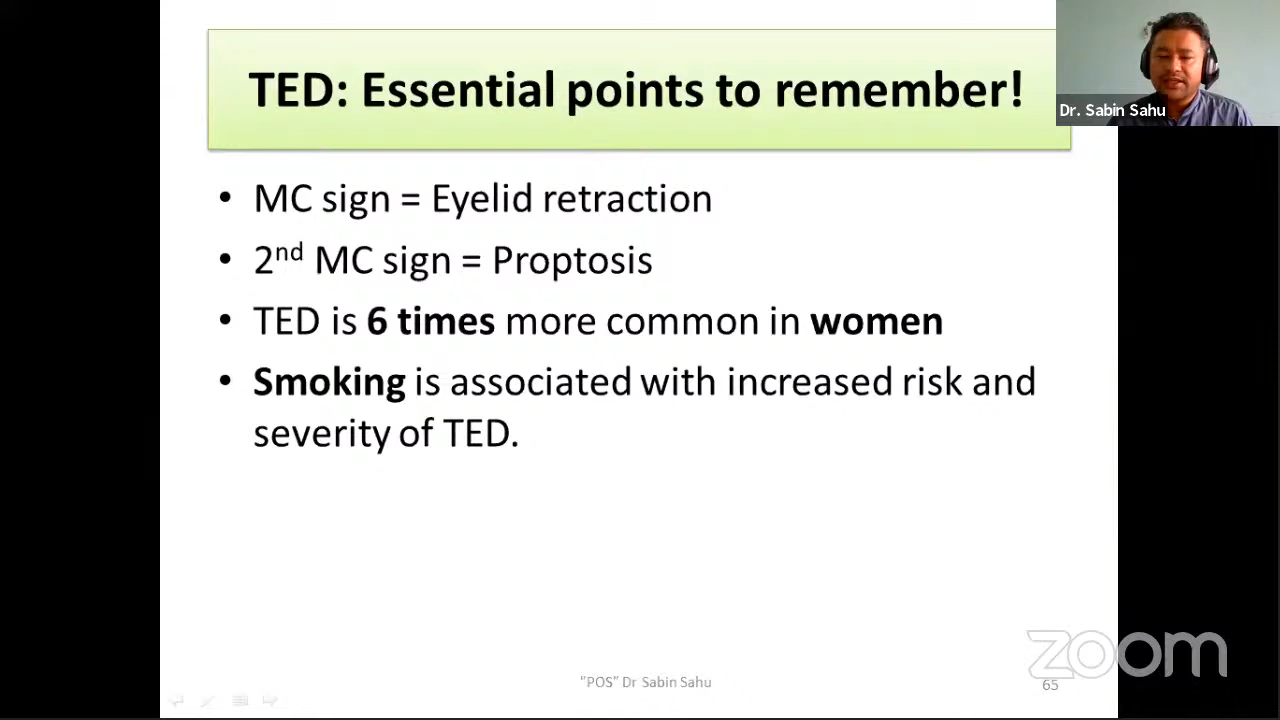 TED: Essential points to remember!
Dr. Sabin Sahu
• MC sign = Eyelid retraction
• 2nd MC sign = Proptosis
• TED is 6 times more common in women
• Smoking is associated with increased risk and
severity of TED.
zoom
"POS" Dr Sabin Sahu
65